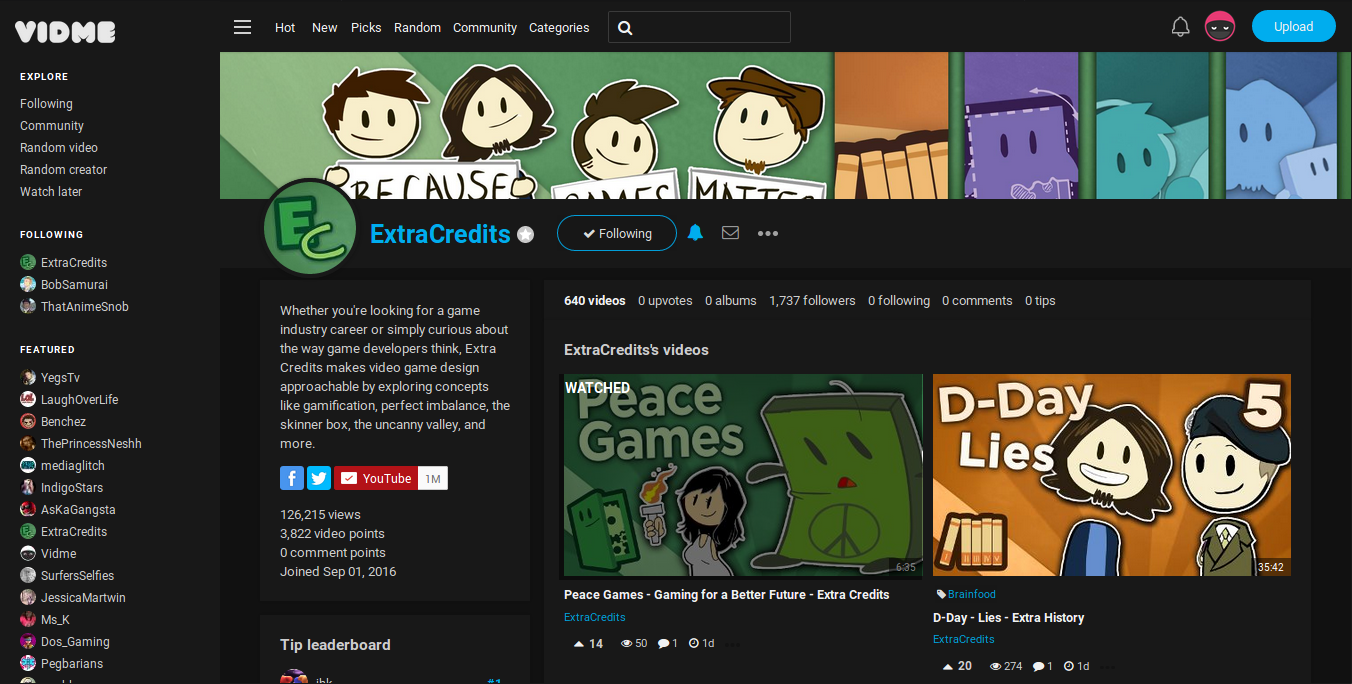 VIDME
Hot New Picks Random Community Categories
Upload
EXPLORE
Following
Community
Random video
Random creator
Watch later
FOLLOWING
ExtraCredits
BobSamurai
ThatAnimeSnob
FEATURED
YegsTv
LaughOverLife
Benchez
ThePrincessNeshh
mediaglitch
IndigoStars
AsKaGangsta
ExtraCredits
Vidme
SurfersSelfies
JessicaMartwin
Ms_K
Dos_Gaming
Pegbarians
BECAUSE GAMES MATTER
EC
ExtraCredits
Following
Whether you're looking for a game
industry career or simply curious about
the way game developers think, Extra
Credits makes video game design
approachable by exploring concepts
like gamification, perfect imbalance, the
skinner box, the uncanny valley, and
more.
f YouTube 1M
126,215 views
3,822 video points
0 comment points
Joined Sep 01, 2016
Tip leaderboard
#1
640 videos 0 upvotes 0 albums 1,737 followers 0 following 0 comments 0 tips
ExtraCredits's videos
WATCHED
Peace
Games
6:35
Peace Games - Gaming for a Better Future - Extra Credits
ExtraCredits
14 50 1 1d
D-Day
Lies
5
I II III IV V
35:42
Brainfood
D-Day - Lies - Extra History
ExtraCredits
20 274 1 1d